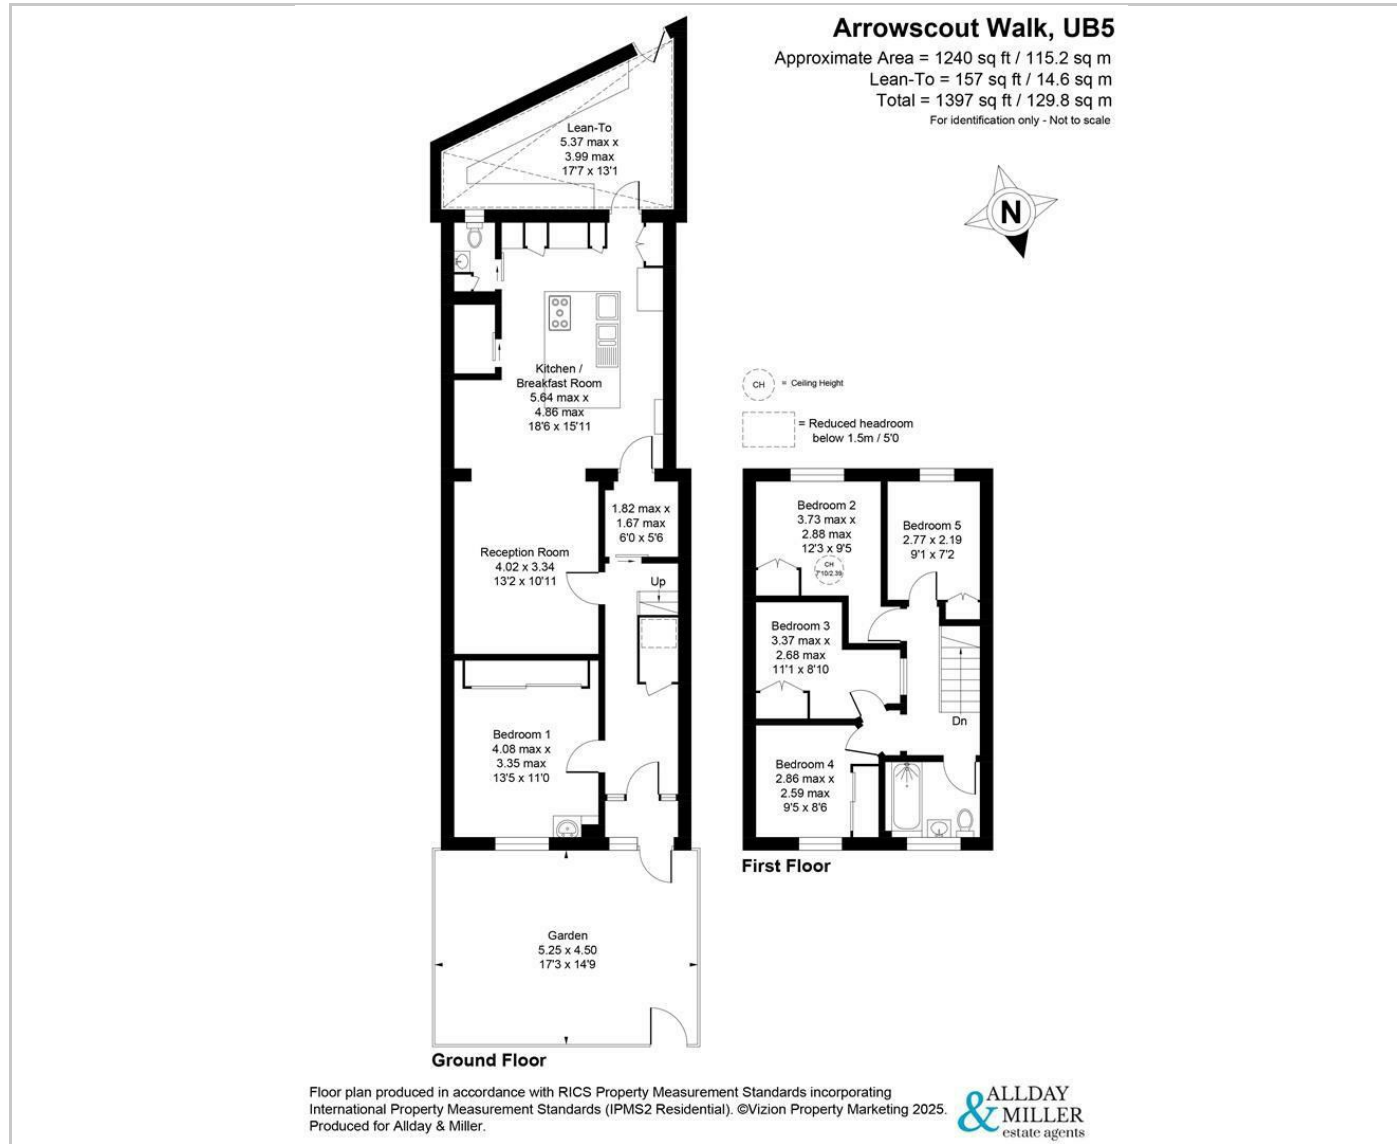 Arrowscout Walk, UB5
Approximate Area = 1240 sq ft / 115.2 sq m
Lean-To = 157 sq ft / 14.6 sq m
Total = 1397 sq ft / 129.8 sq m
For identification only - Not to scale
N
Lean-To
5.37 max x
3.99 max
17'7 x 13'1
Kitchen /
Breakfast Room
5.64 max x
4.86 max
18'6 x 15'11
CH
= Ceiling Height
= Reduced headroom
below 1.5m / 5'0
1.82 max x
1.67 max
6'0 x 5'6
Reception Room
4.02 x 3.34
13'2 x 10'11
Up
Bedroom 1
4.08 max x
3.35 max
13'5 x 11'0
Garden
5.25 x 4.50
17'3 x 14'9
Ground Floor
Bedroom 2
3.73 max x
2.88 max
12'3 x 9'5
CH
7'10/2.39
Bedroom 5
2.77 x 2.19
9'1 x 7'2
Bedroom 3
3.37 max x
2.68 max
11'1 x 8'10
Dn
Bedroom 4
2.86 max x
2.59 max
9'5 x 8'6
First Floor
Floor plan produced in accordance with RICS Property Measurement Standards incorporating
International Property Measurement Standards (IPMS2 Residential). ©Vizion Property Marketing 2025.
Produced for Allday & Miller.
ALLDAY
& MILLER
estate agents